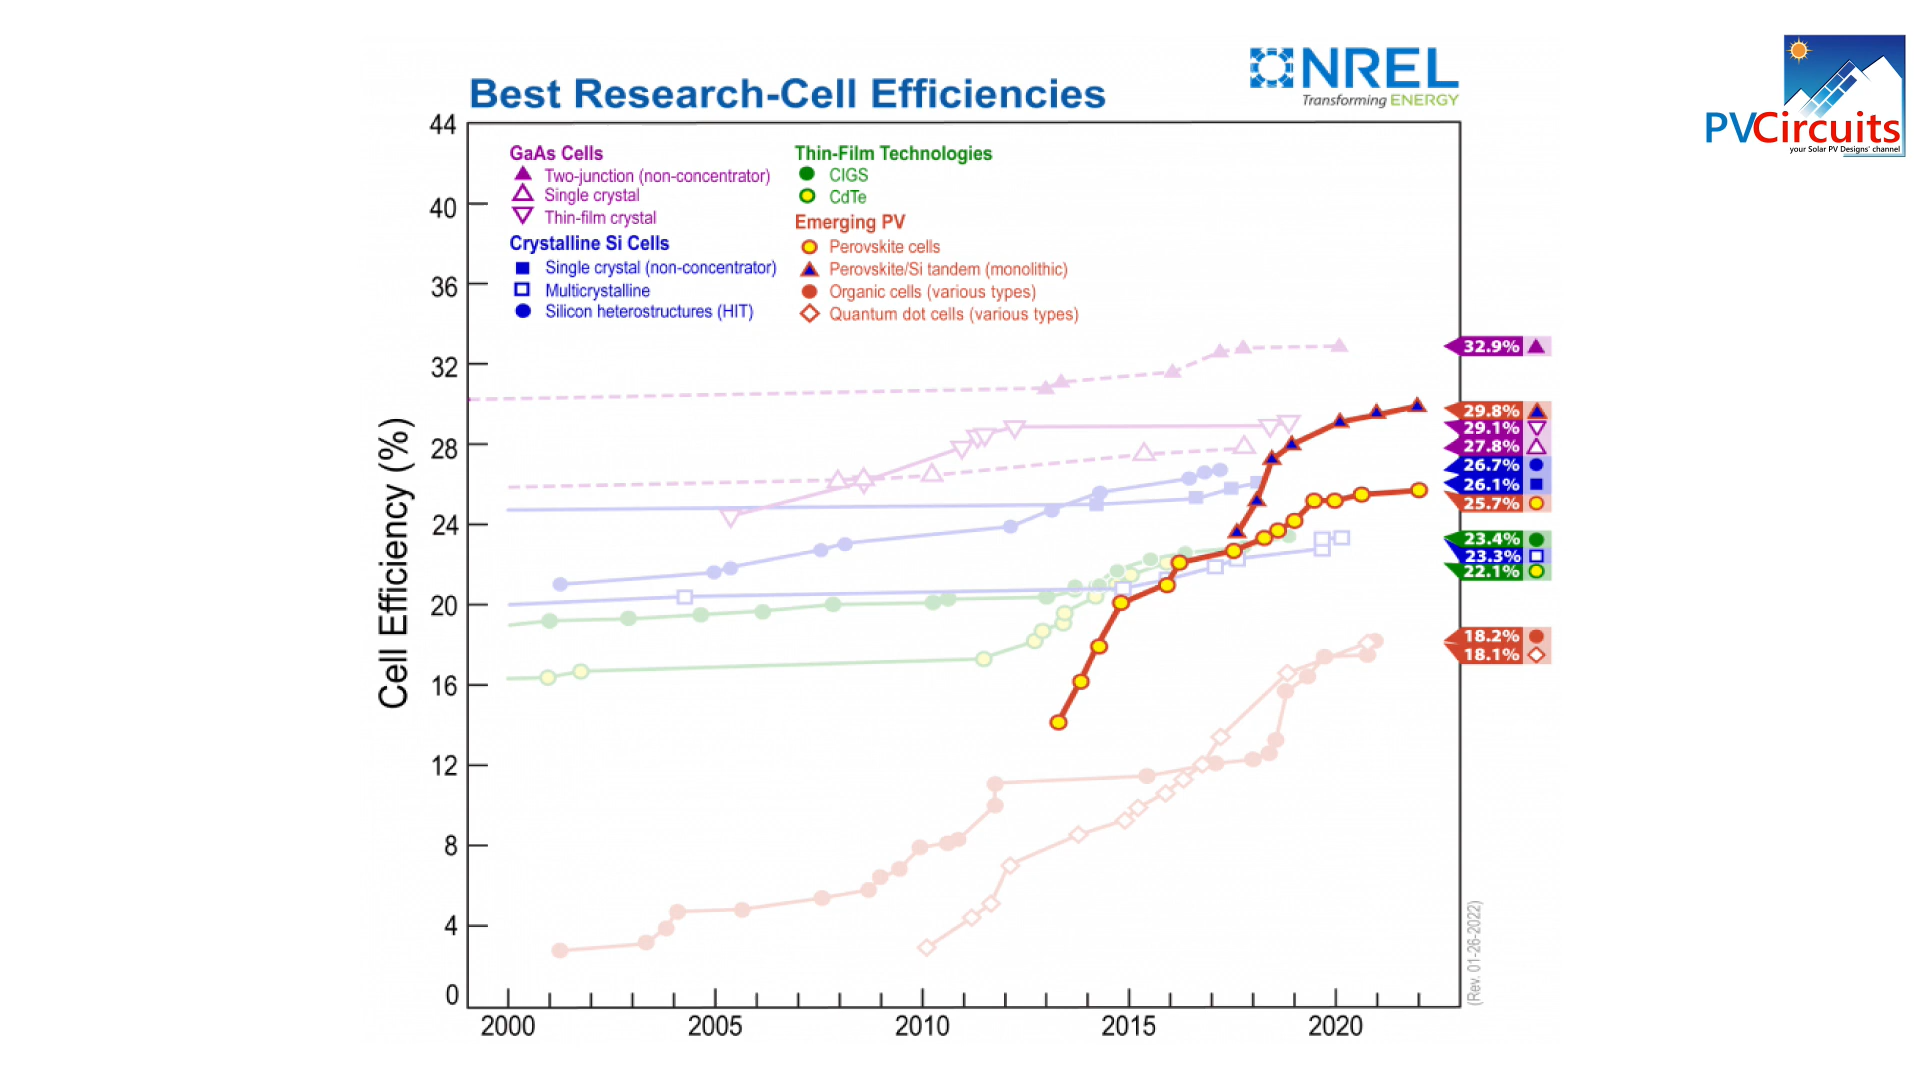 NREL
Transforming ENERGY
Best Research-Cell Efficiencies
PVCircuits
your Solar PV Designs' channel
44
40
36
32
28
24
20
16
12
8
4
0
Cell Efficiency (%)
GaAs Cells
Two-junction (non-concentrator)
Single crystal
Thin-film crystal
Crystalline Si Cells
Single crystal (non-concentrator)
Multicrystalline
Silicon heterostructures (HIT)
Thin-Film Technologies
CIGS
CdTe
Emerging PV
Perovskite cells
Perovskite/Si tandem (monolithic)
Organic cells (various types)
Quantum dot cells (various types)
32.9%
29.8%
29.1%
27.8%
26.7%
26.1%
25.7%
23.4%
23.3%
22.1%
18.2%
18.1%
(Rev. 01-26-2022)
2000
2005
2010
2015
2020